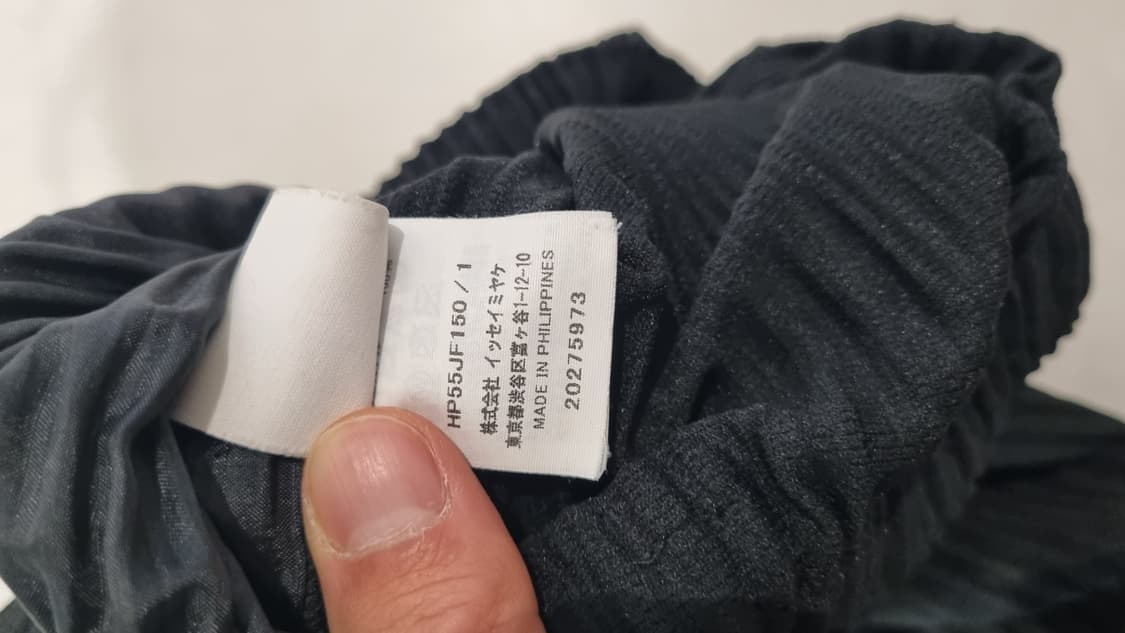 HP55JF150 / 1
株式会社 イッセイミヤケ
東京都渋谷区富ヶ谷1-12-10
MADE IN PHILIPPINES
20275973